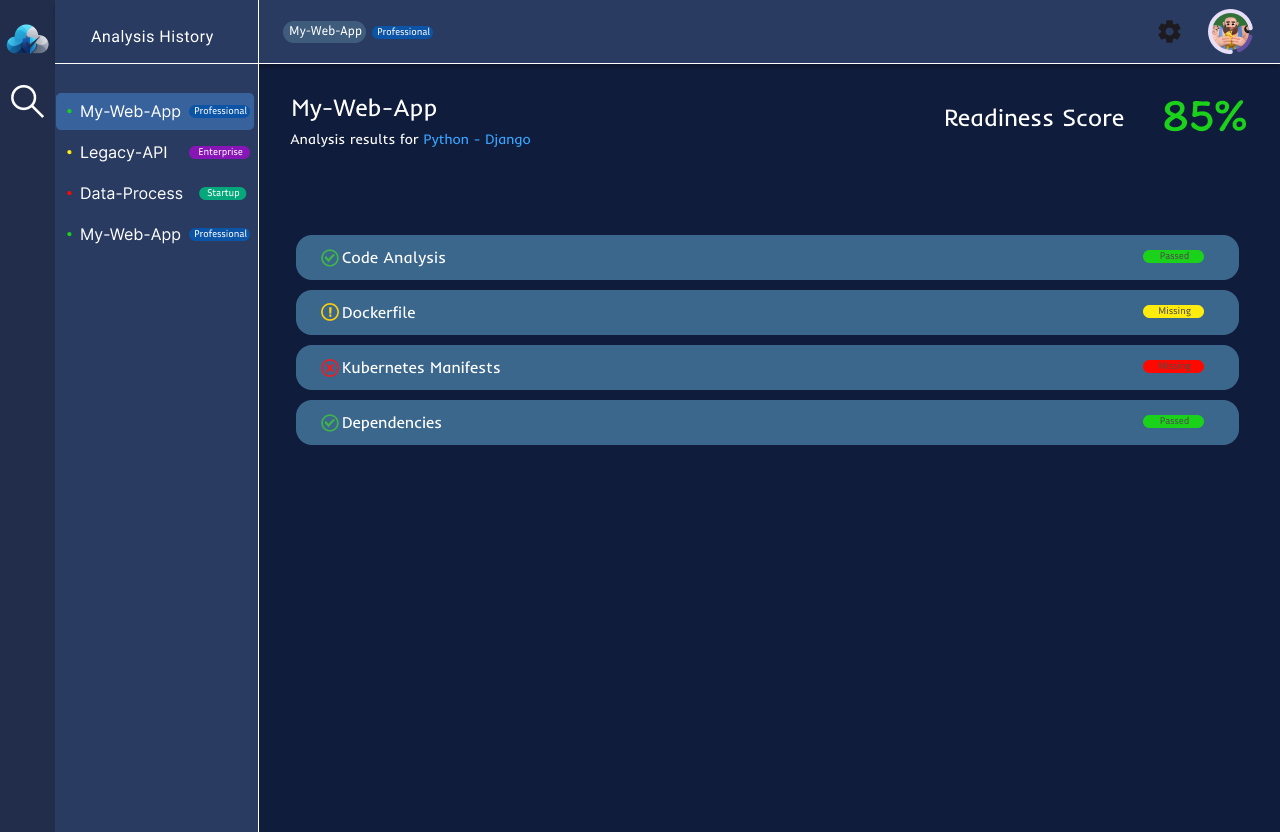 Analysis History
My-Web-App Professional
Legacy-API Enterprise
Data-Process Startup
My-Web-App Professional
My-Web-App Professional
My-Web-App
Analysis results for Python - Django
Readiness Score 85%
Code Analysis Passed
Dockerfile Missing
Kubernetes Manifests Missing
Dependencies Passed